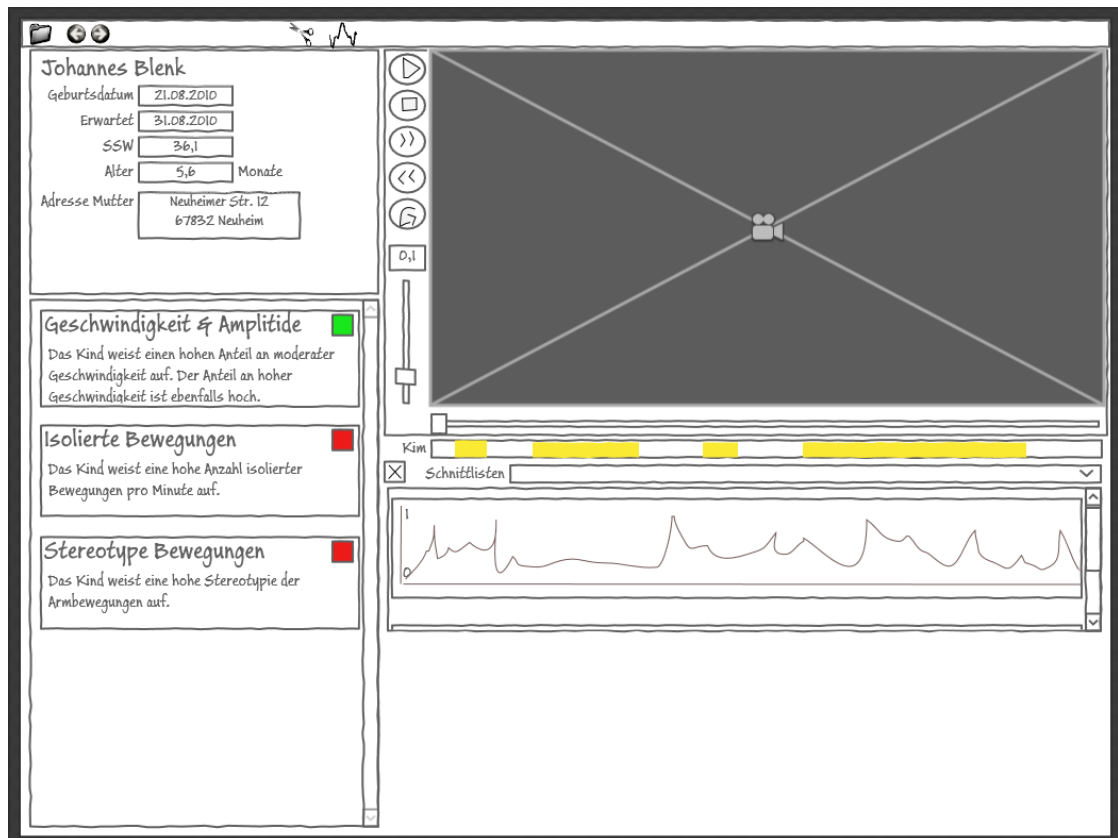 Johannes Blenk
Geburtsdatum 21.08.2010
Erwartet 31.08.2010
SSW 36,1
Alter 5,6 Monate
Adresse Mutter Neuheimer Str. 12
67832 Neuheim
Geschwindigkeit & Amplitide
Das Kind weist einen hohen Anteil an moderater
Geschwindigkeit auf. Der Anteil an hoher
Geschwindigkeit ist ebenfalls hoch.
Isolierte Bewegungen
Das Kind weist eine hohe Anzahl isolierter
Bewegungen pro Minute auf.
Stereotype Bewegungen
Das Kind weist eine hohe Stereotypie der
Armbewegungen auf.
0,1
Kim
Schnittlisten
1
0